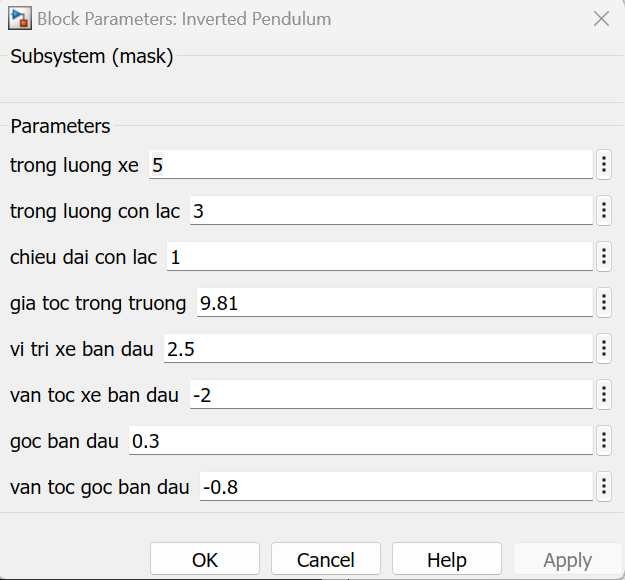 Block Parameters: Inverted Pendulum
Subsystem (mask)
Parameters
trong luong xe 5
trong luong con lac 3
chieu dai con lac 1
gia toc trong truong 9.81
vi tri xe ban dau 2.5
van toc xe ban dau -2
goc ban dau 0.3
van toc goc ban dau -0.8
OK Cancel Help Apply